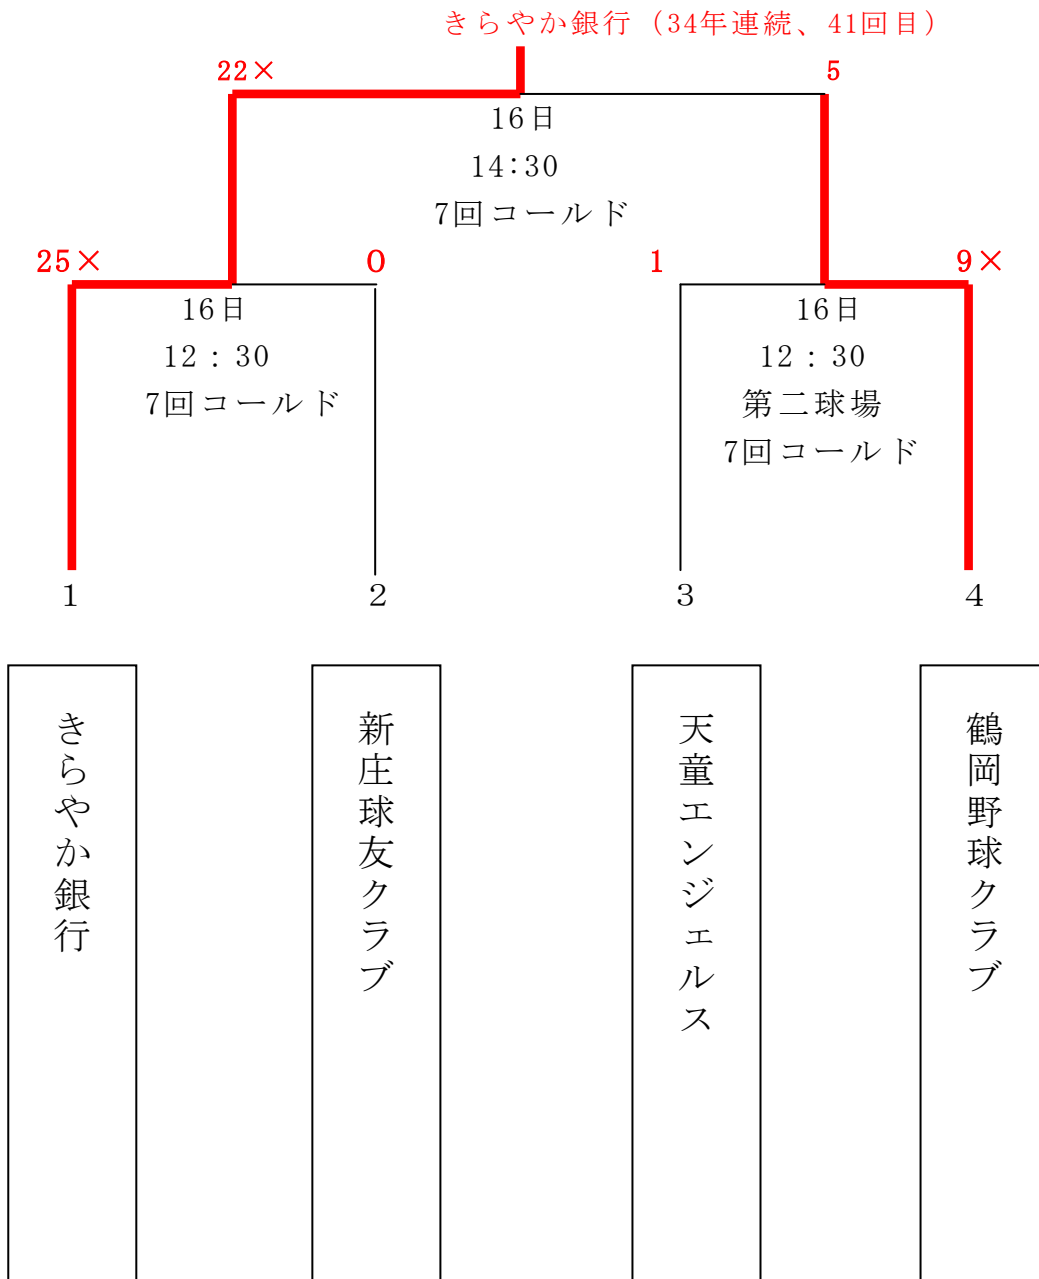 きらやか銀行（34年連続、41回目）
22×
5
16日
14:30
7回コールド
25×
0
1
9×
16日
12：30
7回コールド
16日
12：30
第二球場
7回コールド
1
2
3
4
きらやか銀行
新庄球友クラブ
天童エンジェルス
鶴岡野球クラブ